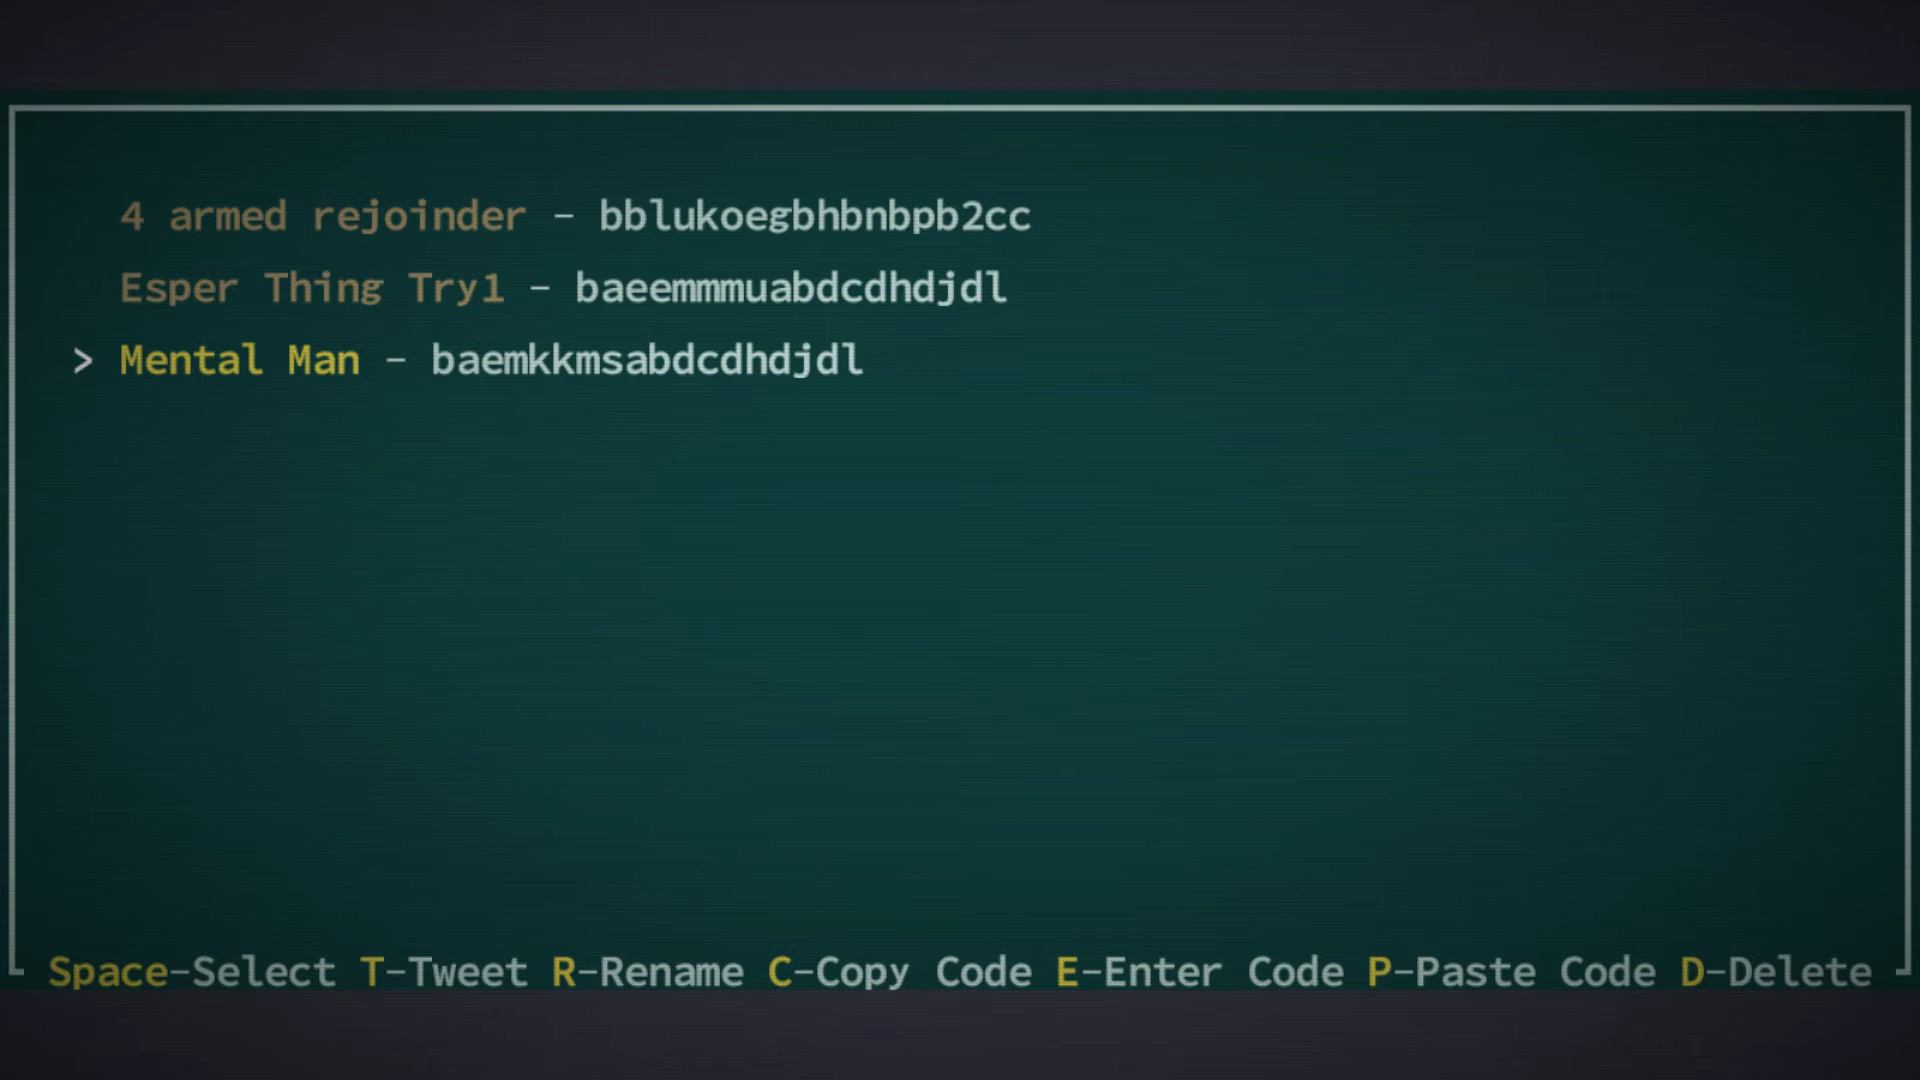 4 armed rejoinder - bblukoegbhbnbpb2cc
Esper Thing Try1 - baeemmmuabdcdhdjdl
> Mental Man - baemkkmsabdcdhdjdl
Space-Select T-Tweet R-Rename C-Copy Code E-Enter Code P-Paste Code D-Delete